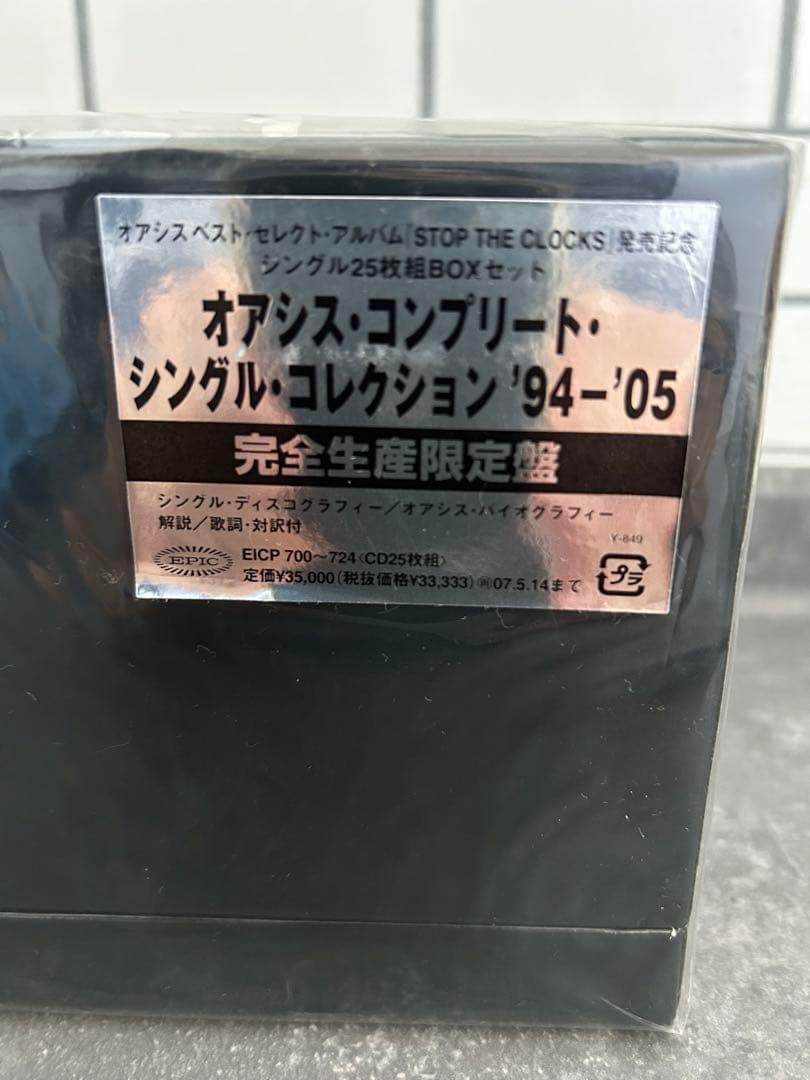 オアシス ベスト・セレクト・アルバム「STOP THE CLOCKS」発売記念
シングル25枚組BOXセット
オアシス・コンプリート・
シングル・コレクション '94-'05
完全生産限定盤
シングル・ディスコグラフィー/オアシス・バイオグラフィー
解説/歌詞・対訳付
Y-849
EPIC
EICP 700〜724〈CD25枚組〉
定価¥35,000(税抜価格¥33,333)㋐07.5.14まで
プラ